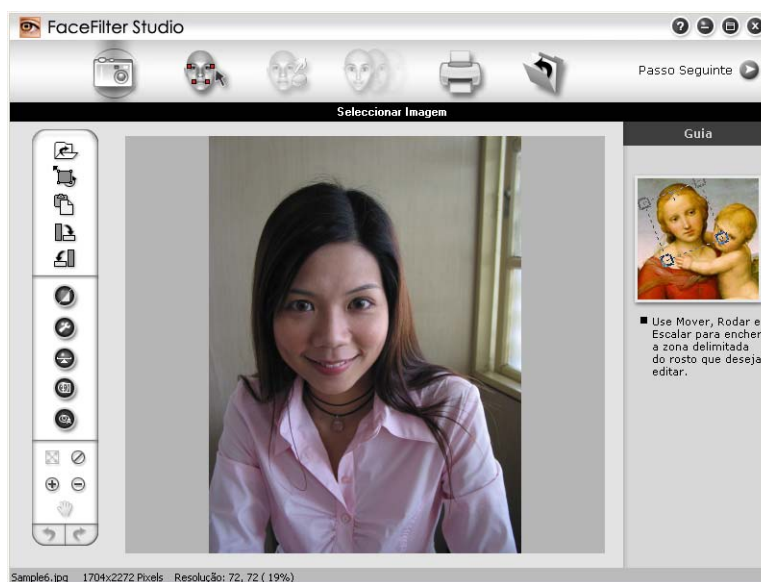 FaceFilter Studio
Passo Seguinte
Seleccionar Imagem
Guia
Use Mover, Rodar e
Escalar para encher
a zona delimitada
do rosto que deseja
editar.
Sample6.jpg 1704x2272 Pixels Resolução: 72, 72 ( 19%)